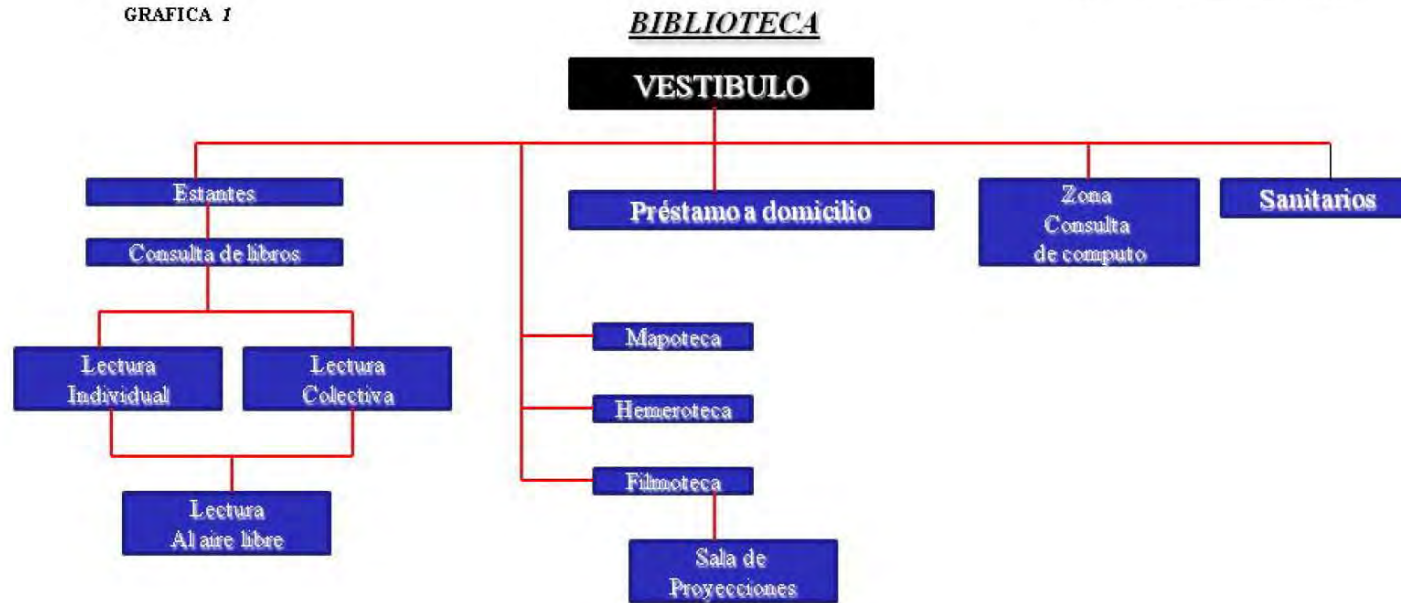 GRAFICA 1
BIBLIOTECA
VESTIBULO
Estantes
Préstamo a domicilio
Zona
Consulta
de computo
Sanitarios
Consulta de libros
Lectura
Individual
Lectura
Colectiva
Mapoteca
Hemeroteca
Filmoteca
Lectura
Al aire libre
Sala de
Proyecciones